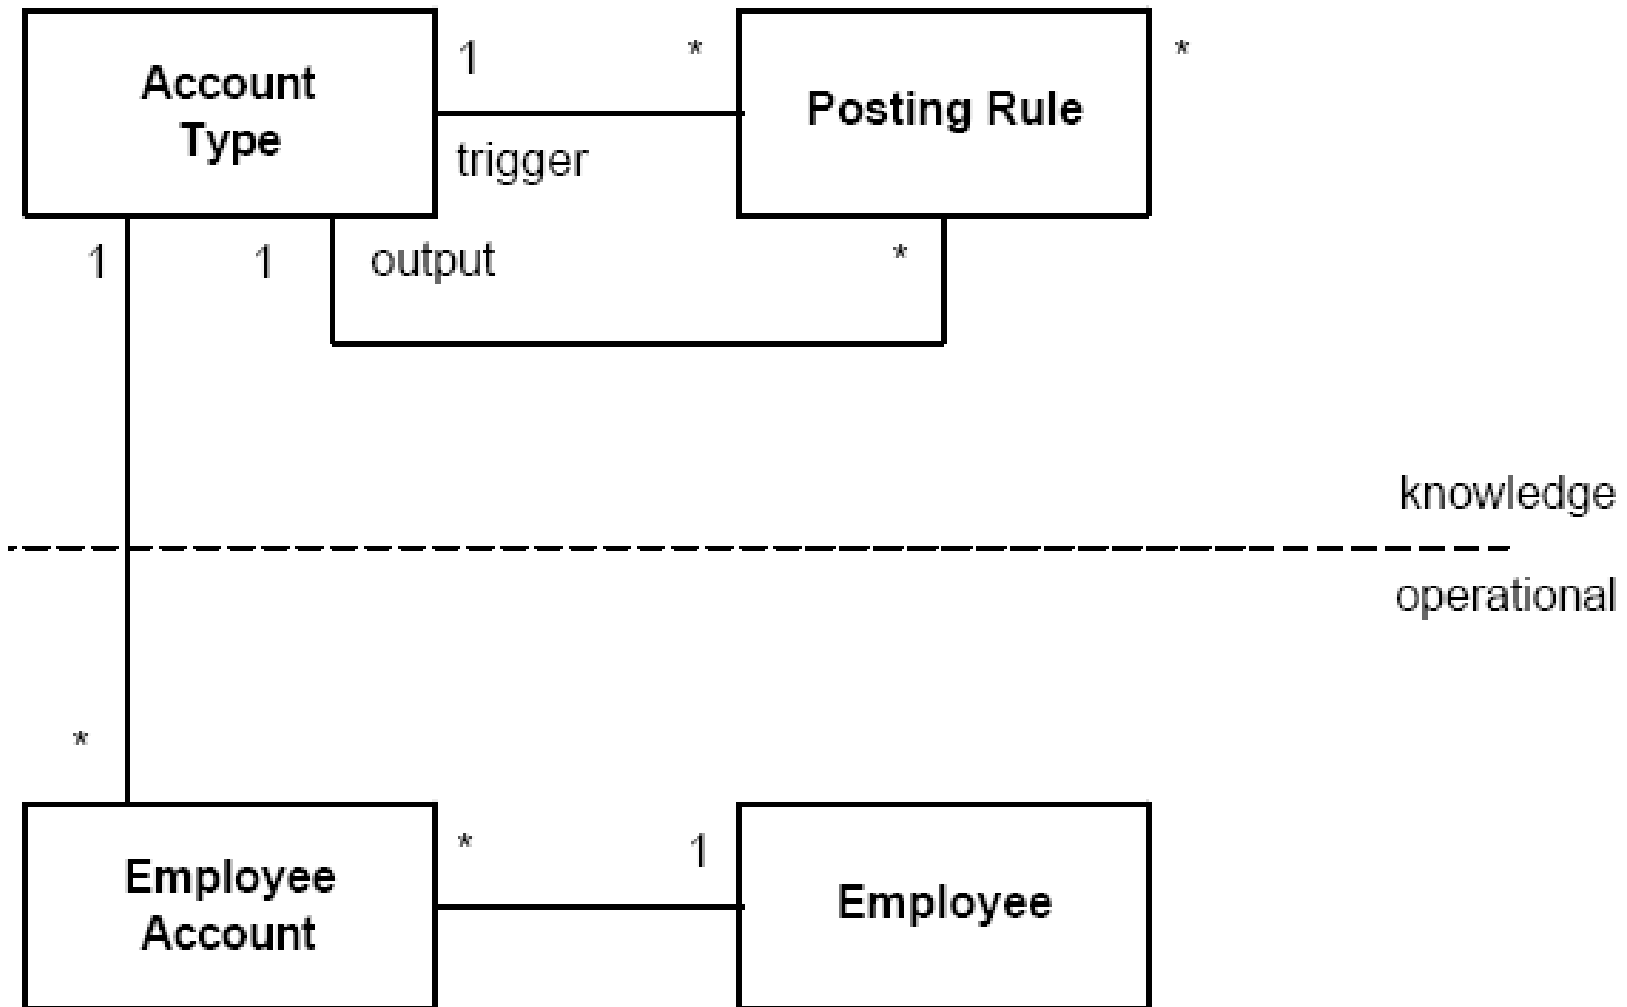 Account
Type
1
*
Posting Rule
*
trigger
1
1
output
*
knowledge
operational
*
Employee
Account
*
1
Employee